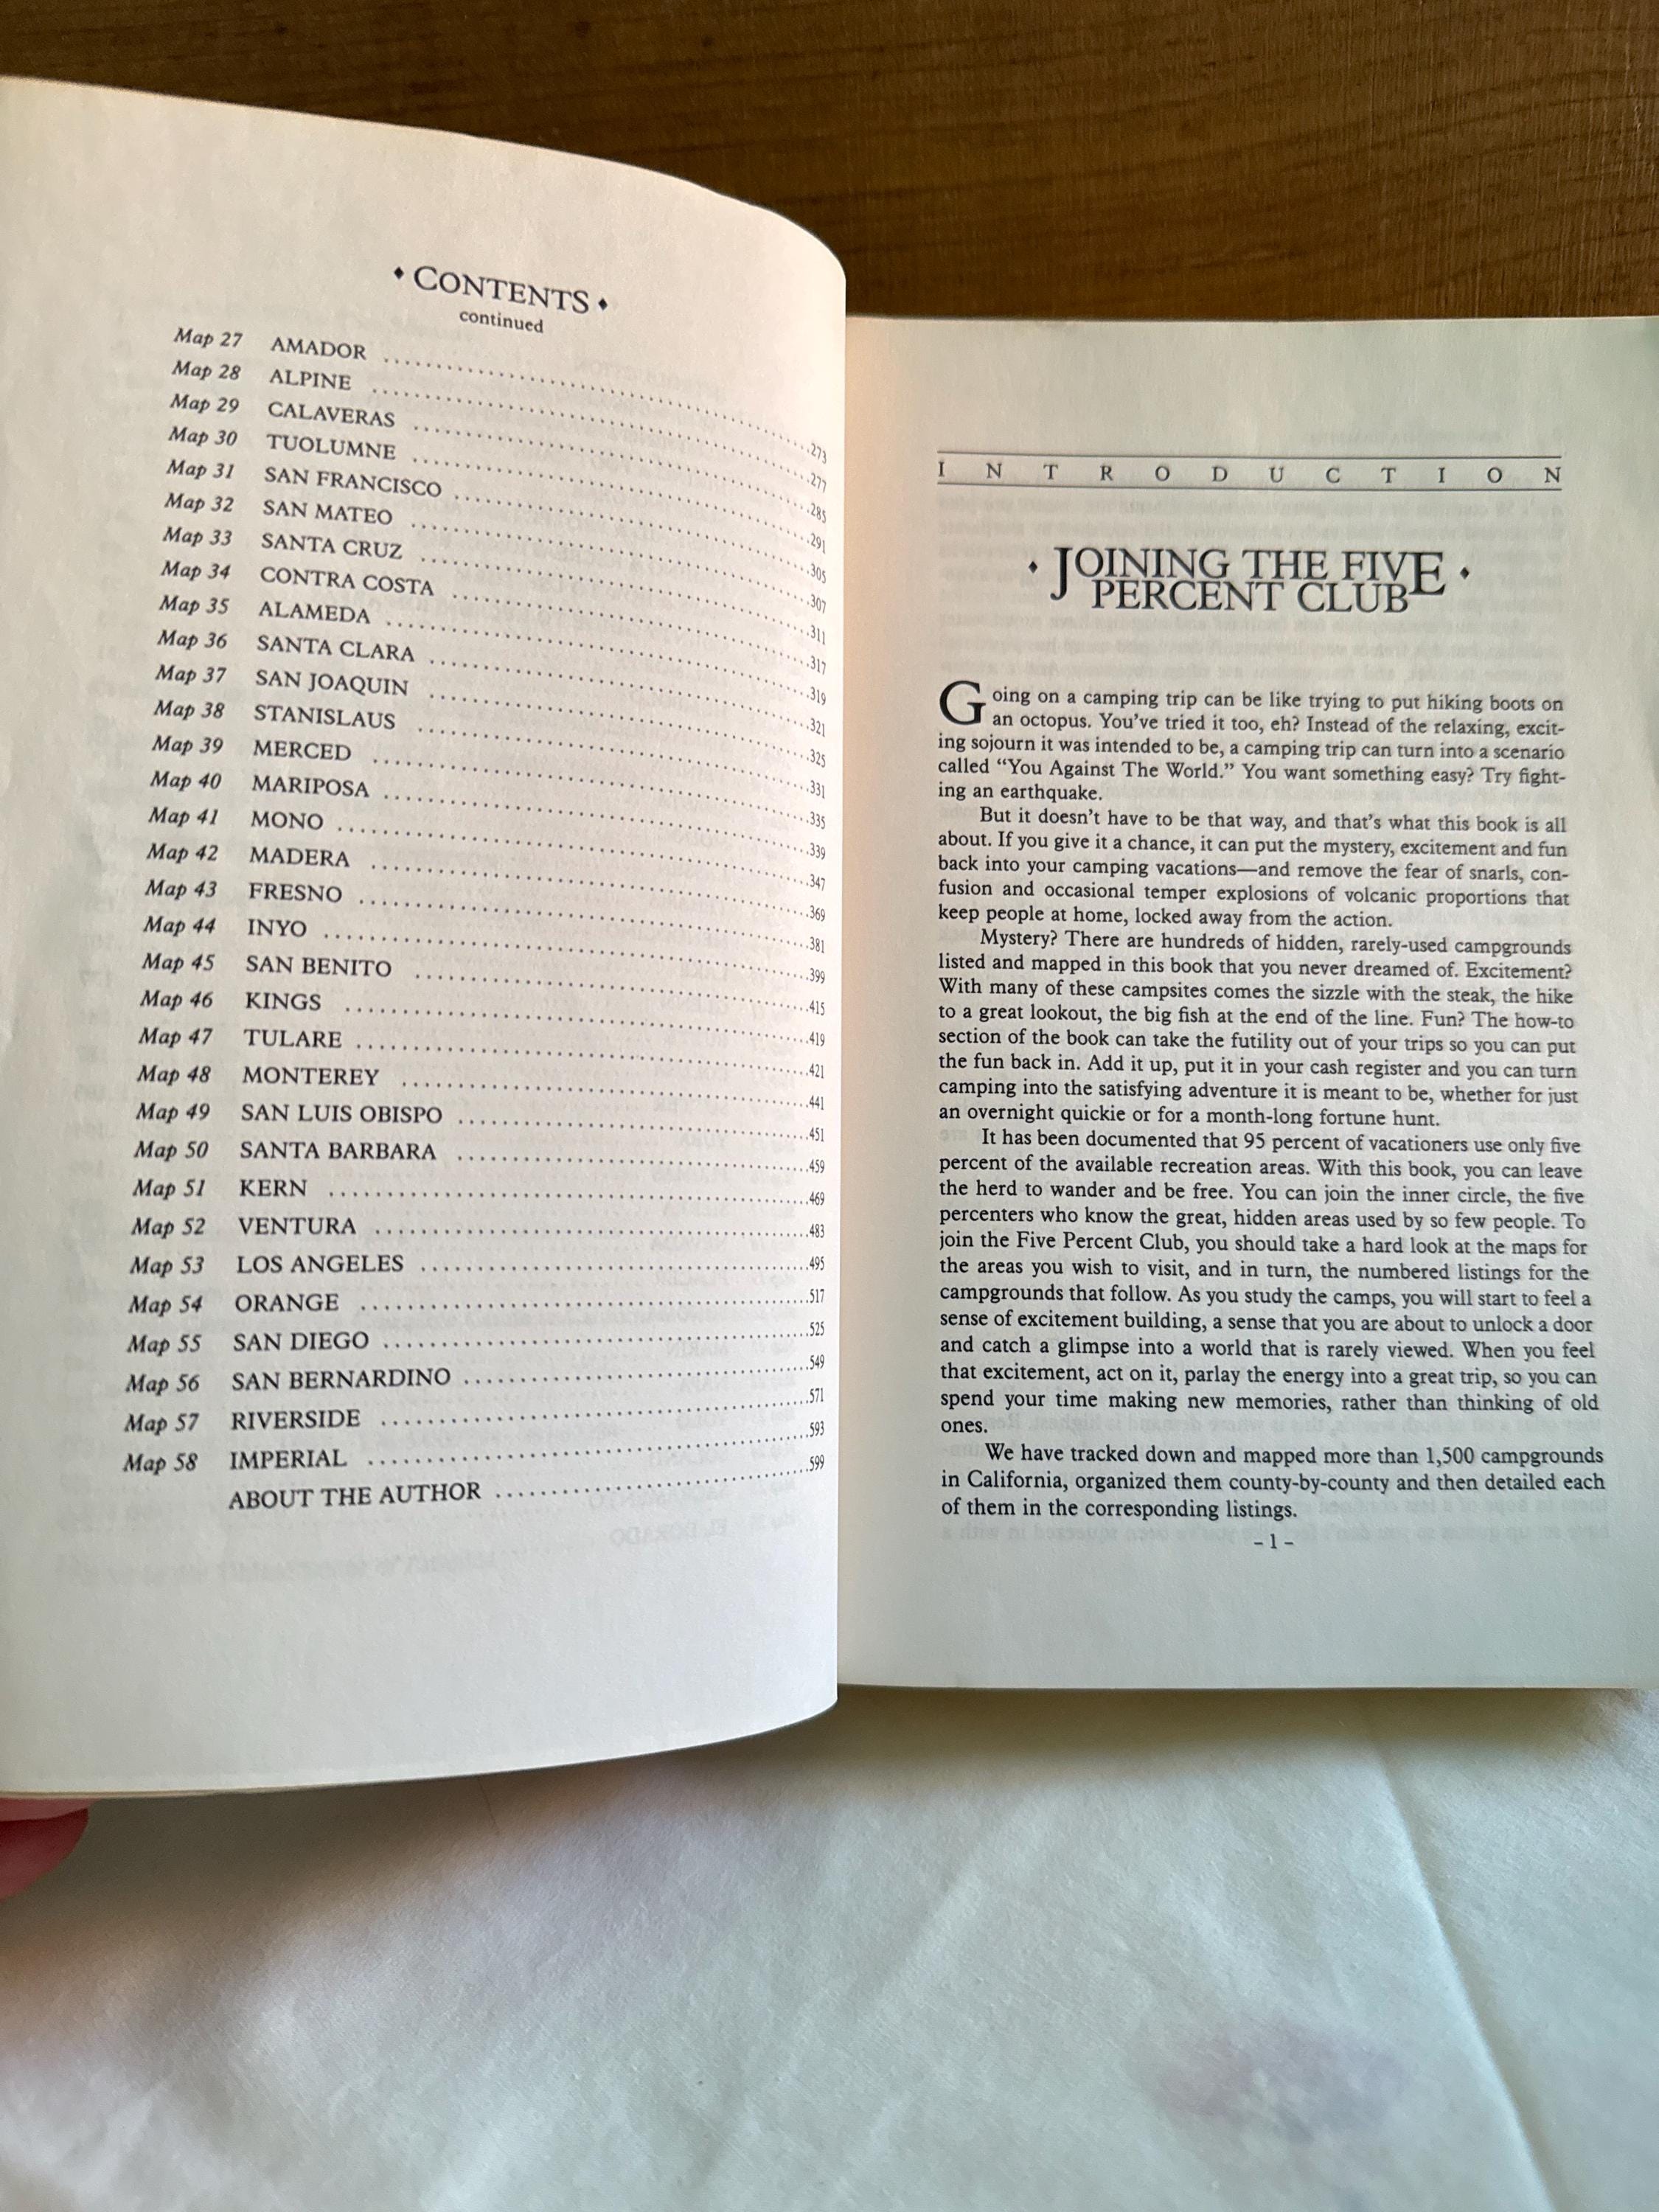 ♦ CONTENTS ♦
continued
Map 27 AMADOR ........ 273
Map 28 ALPINE ........ 277
Map 29 CALAVERAS ........ 285
Map 30 TUOLUMNE ........ 291
Map 31 SAN FRANCISCO ........ 305
Map 32 SAN MATEO ........ 307
Map 33 SANTA CRUZ ........ 311
Map 34 CONTRA COSTA ........ 317
Map 35 ALAMEDA ........ 319
Map 36 SANTA CLARA ........ 321
Map 37 SAN JOAQUIN ........ 325
Map 38 STANISLAUS ........ 331
Map 39 MERCED ........ 335
Map 40 MARIPOSA ........ 339
Map 41 MONO ........ 347
Map 42 MADERA ........ 369
Map 43 FRESNO ........ 381
Map 44 INYO ........ 399
Map 45 SAN BENITO ........ 415
Map 46 KINGS ........ 419
Map 47 TULARE ........ 421
Map 48 MONTEREY ........ 441
Map 49 SAN LUIS OBISPO ........ 451
Map 50 SANTA BARBARA ........ 459
Map 51 KERN ........ 469
Map 52 VENTURA ........ 483
Map 53 LOS ANGELES ........ 495
Map 54 ORANGE ........ 517
Map 55 SAN DIEGO ........ 525
Map 56 SAN BERNARDINO ........ 549
Map 57 RIVERSIDE ........ 571
Map 58 IMPERIAL ........ 593
ABOUT THE AUTHOR ........ 599
INTRODUCTION
♦ JOINING THE FIVE ♦
PERCENT CLUB
Going on a camping trip can be like trying to put hiking boots on
an octopus. You've tried it too, eh? Instead of the relaxing, excit-
ing sojourn it was intended to be, a camping trip can turn into a scenario
called “You Against The World.” You want something easy? Try fight-
ing an earthquake.
But it doesn't have to be that way, and that's what this book is all
about. If you give it a chance, it can put the mystery, excitement and fun
back into your camping vacations—and remove the fear of snarls, con-
fusion and occasional temper explosions of volcanic proportions that
keep people at home, locked away from the action.
Mystery? There are hundreds of hidden, rarely-used campgrounds
listed and mapped in this book that you never dreamed of. Excitement?
With many of these campsites comes the sizzle with the steak, the hike
to a great lookout, the big fish at the end of the line. Fun? The how-to
section of the book can take the futility out of your trips so you can put
the fun back in. Add it up, put it in your cash register and you can turn
camping into the satisfying adventure it is meant to be, whether for just
an overnight quickie or for a month-long fortune hunt.
It has been documented that 95 percent of vacationers use only five
percent of the available recreation areas. With this book, you can leave
the herd to wander and be free. You can join the inner circle, the five
percenters who know the great, hidden areas used by so few people. To
join the Five Percent Club, you should take a hard look at the maps for
the areas you wish to visit, and in turn, the numbered listings for the
campgrounds that follow. As you study the camps, you will start to feel a
sense of excitement building, a sense that you are about to unlock a door
and catch a glimpse into a world that is rarely viewed. When you feel
that excitement, act on it, parlay the energy into a great trip, so you can
spend your time making new memories, rather than thinking of old
ones.
We have tracked down and mapped more than 1,500 campgrounds
in California, organized them county-by-county and then detailed each
of them in the corresponding listings.
– 1 –